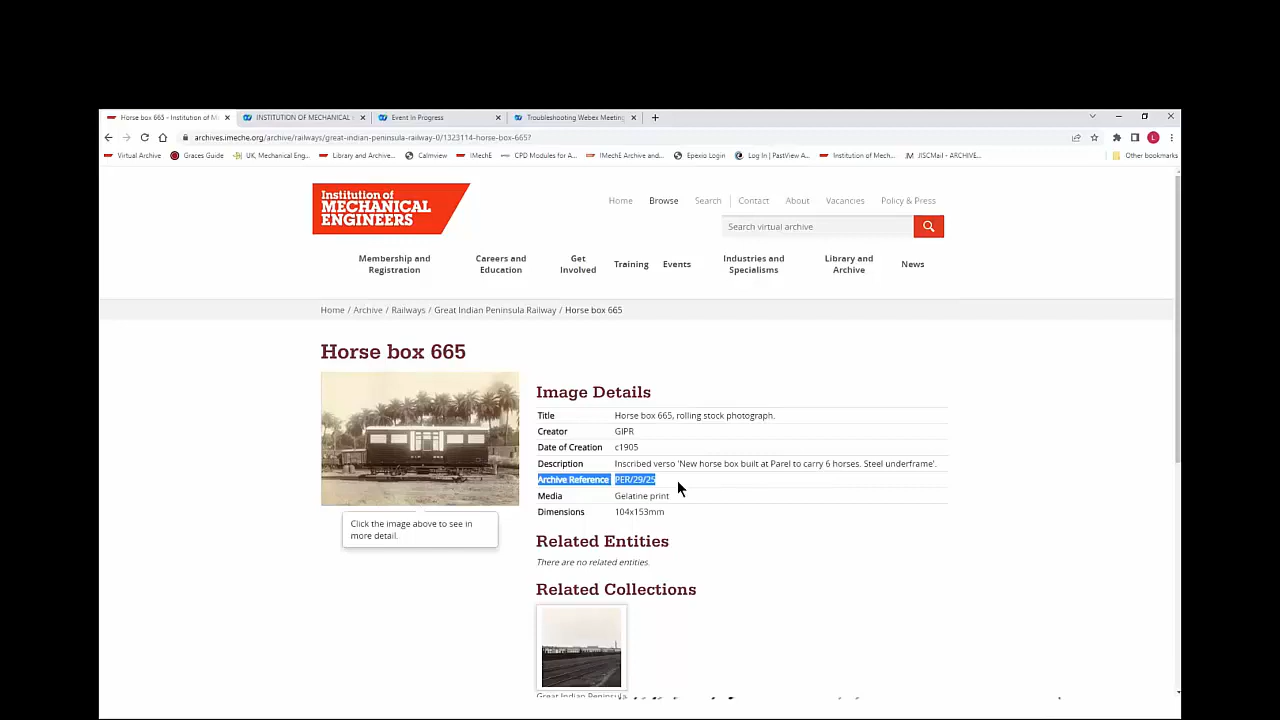 Horse box 665 - Institution of M
INSTITUTION OF MECHANICAL
Event In Progress
Troubleshooting Webex Meeting
archives.imeche.org/archive/railways/great-indian-peninsula-railway-0/1323114-horse-box-665?
Virtual Archive
Graces Guide
UK, Mechanical Eng...
Library and Archive...
Calmview
IMechE
CPD Modules for A...
IMechE Archive and...
Epexio Login
Log In | PastView A...
Institution of Mech...
JISCMail - ARCHIVE...
Other bookmarks
Institution of
MECHANICAL
ENGINEERS
Home Browse Search Contact About Vacancies Policy & Press
Search virtual archive
Membership and
Registration
Careers and
Education
Get
Involved
Training
Events
Industries and
Specialisms
Library and
Archive
News
Home / Archive / Railways / Great Indian Peninsula Railway / Horse box 665
Horse box 665
Click the image above to see in
more detail.
Image Details
Title Horse box 665, rolling stock photograph.
Creator GIPR
Date of Creation c1905
Description Inscribed verso 'New horse box built at Parel to carry 6 horses. Steel underframe'.
Archive Reference PER/29/25
Media Gelatine print
Dimensions 104x153mm
Related Entities
There are no related entities.
Related Collections
Great Indian Peninsula